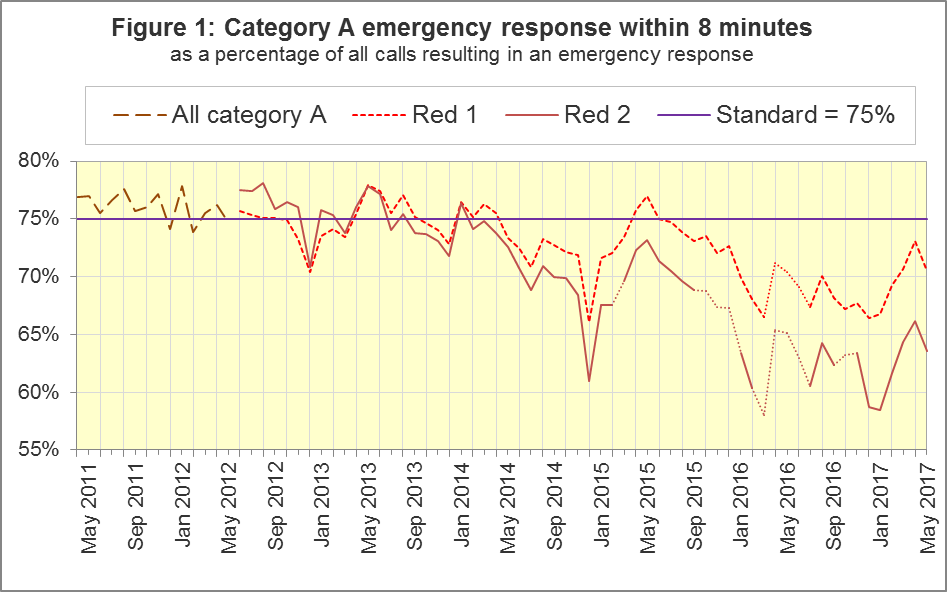 Figure 1: Category A emergency response within 8 minutes
as a percentage of all calls resulting in an emergency response
All category A Red 1 Red 2 Standard = 75%
80%
75%
70%
65%
60%
55%
May 2011 Sep 2011 Jan 2012 May 2012 Sep 2012 Jan 2013 May 2013 Sep 2013 Jan 2014 May 2014 Sep 2014 Jan 2015 May 2015 Sep 2015 Jan 2016 May 2016 Sep 2016 Jan 2017 May 2017